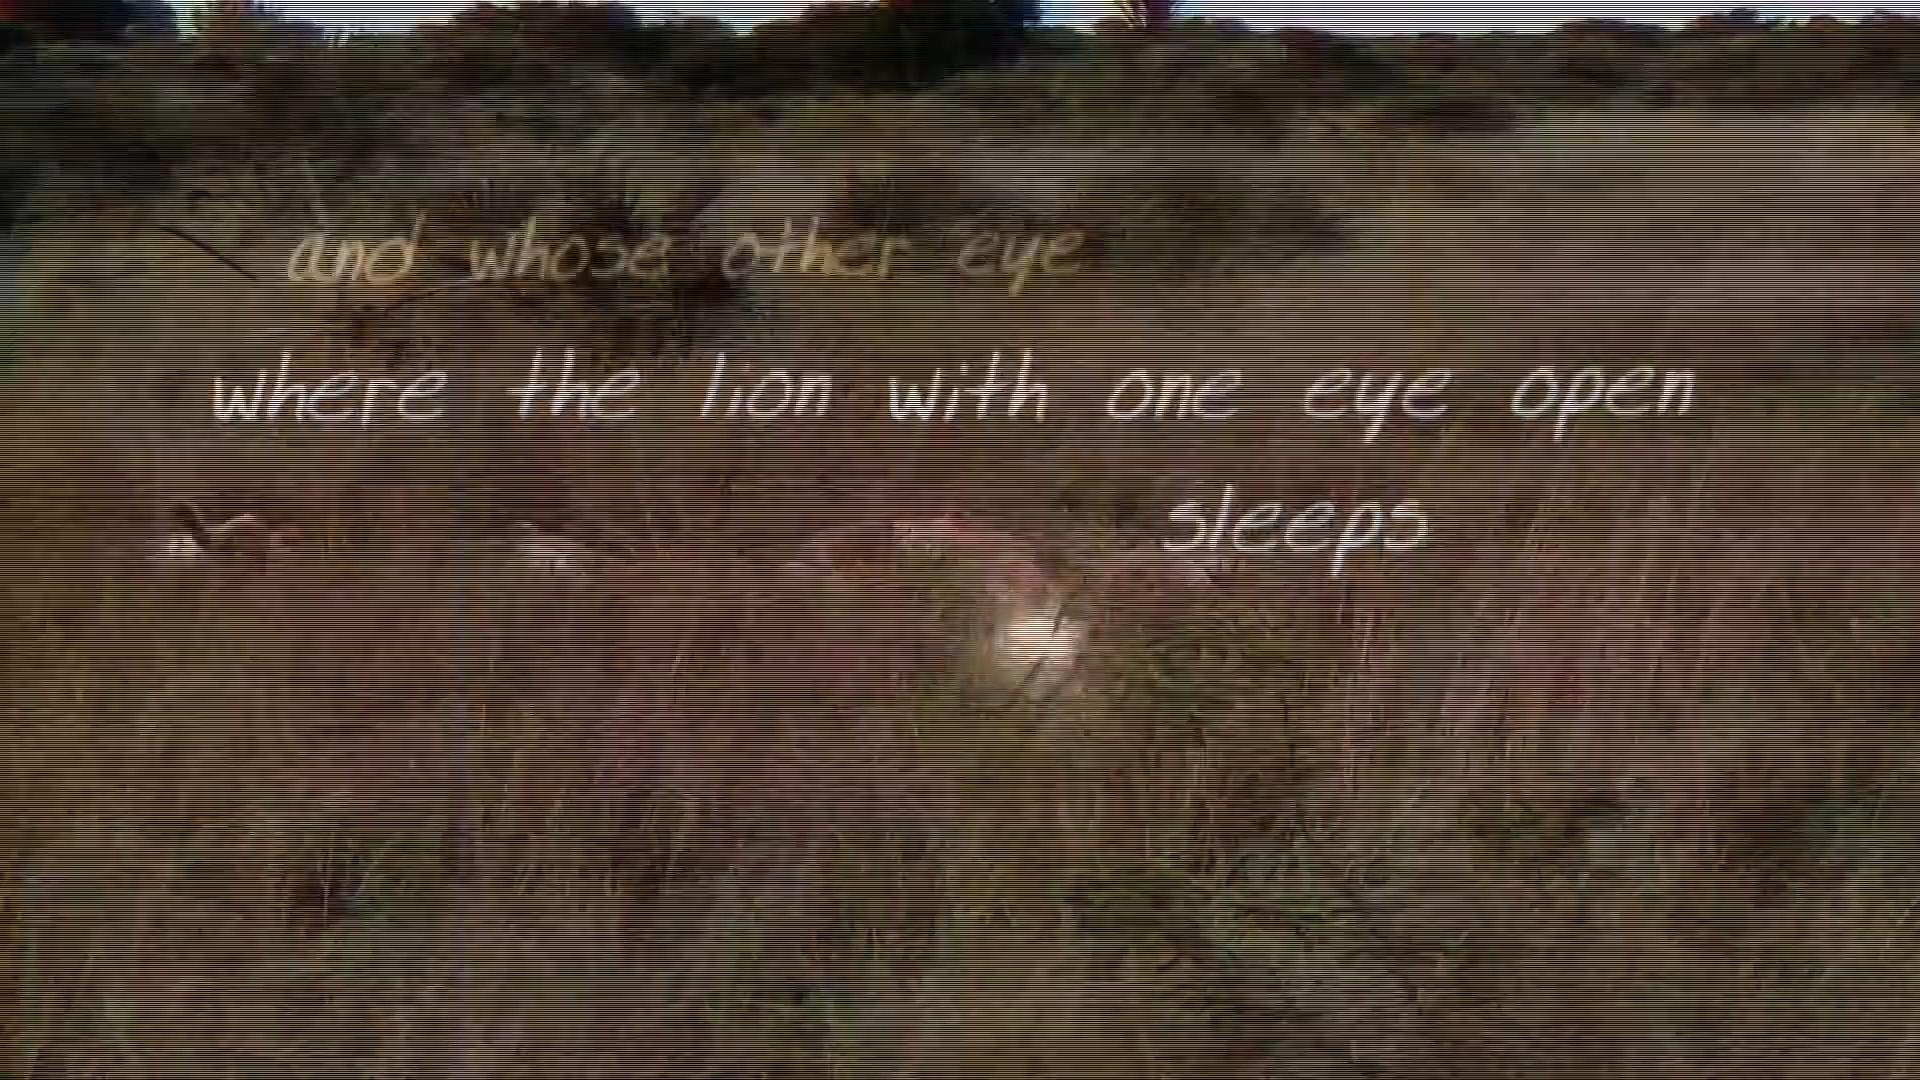 and whose other eye
where the lion with one eye open
sleeps